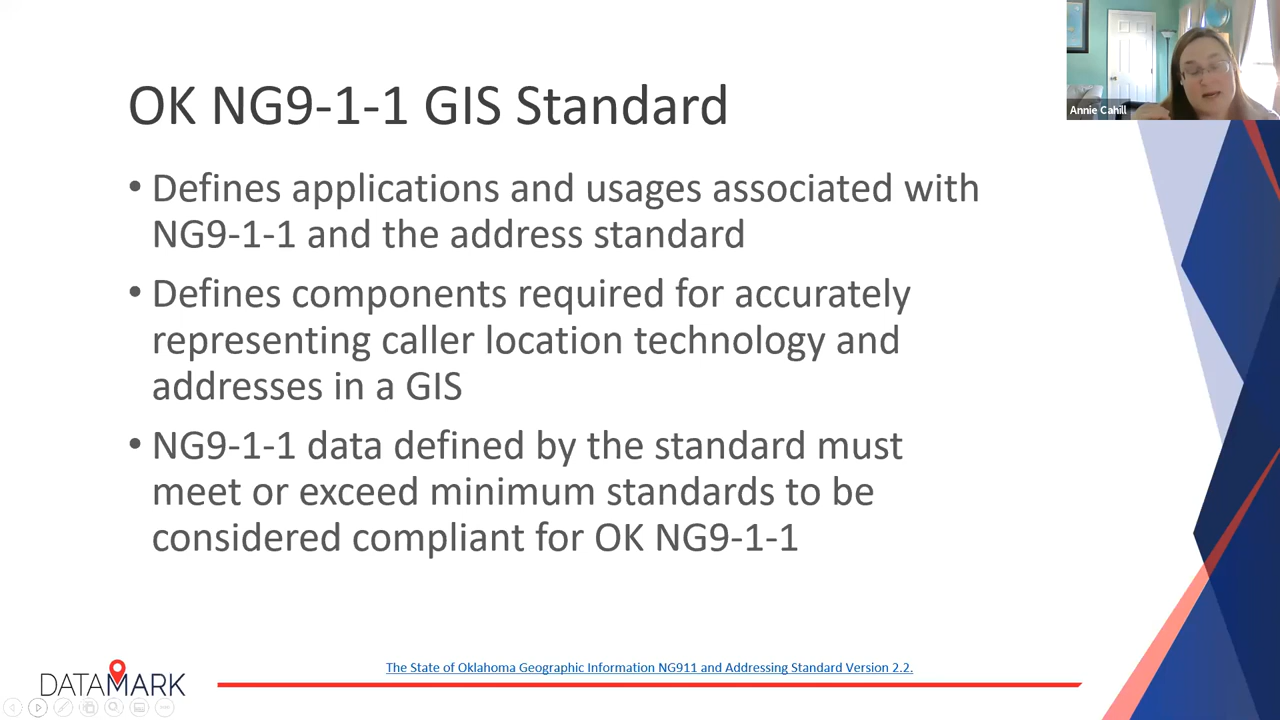 Annie Cahill
OK NG9-1-1 GIS Standard
• Defines applications and usages associated with
NG9-1-1 and the address standard
• Defines components required for accurately
representing caller location technology and
addresses in a GIS
• NG9-1-1 data defined by the standard must
meet or exceed minimum standards to be
considered compliant for OK NG9-1-1
The State of Oklahoma Geographic Information NG911 and Addressing Standard Version 2.2.
DATAMARK